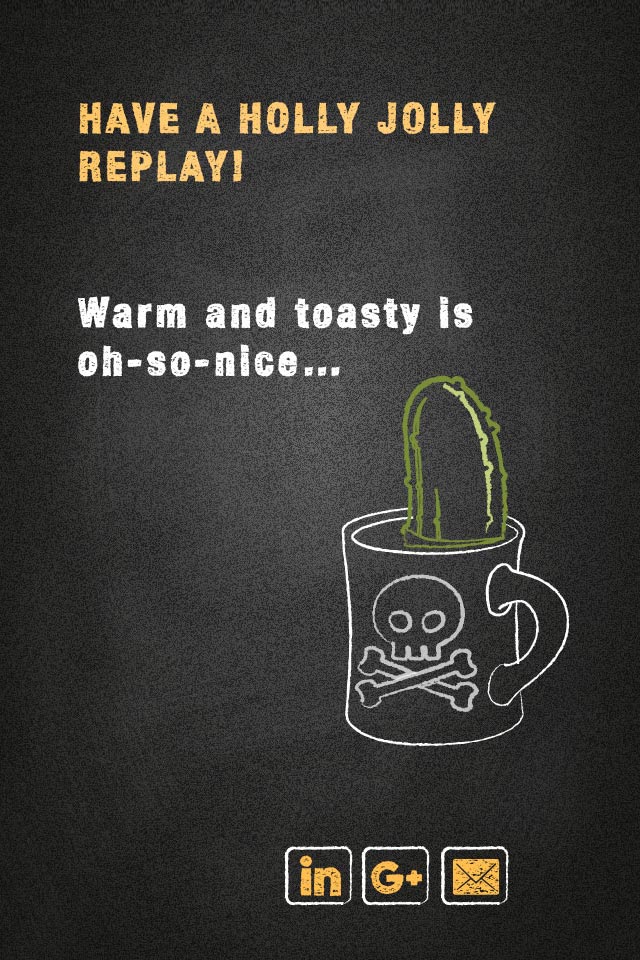 HAVE A HOLLY JOLLY
REPLAY!
Warm and toasty is
oh-so-nice...
in G+